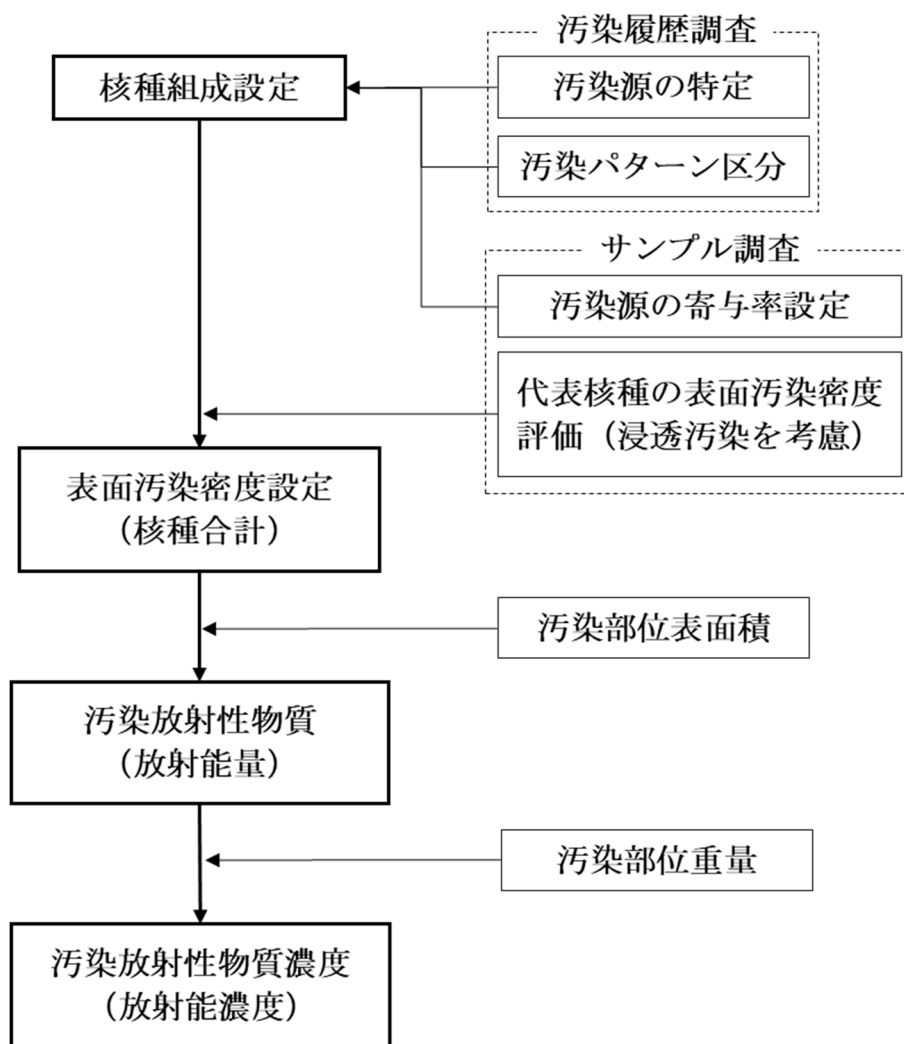 汚染履歴調査
核種組成設定
汚染源の特定
汚染パターン区分
サンプル調査
汚染源の寄与率設定
代表核種の表面汚染密度
評価（浸透汚染を考慮）
表面汚染密度設定
（核種合計）
汚染部位表面積
汚染放射性物質
（放射能量）
汚染部位重量
汚染放射性物質濃度
（放射能濃度）